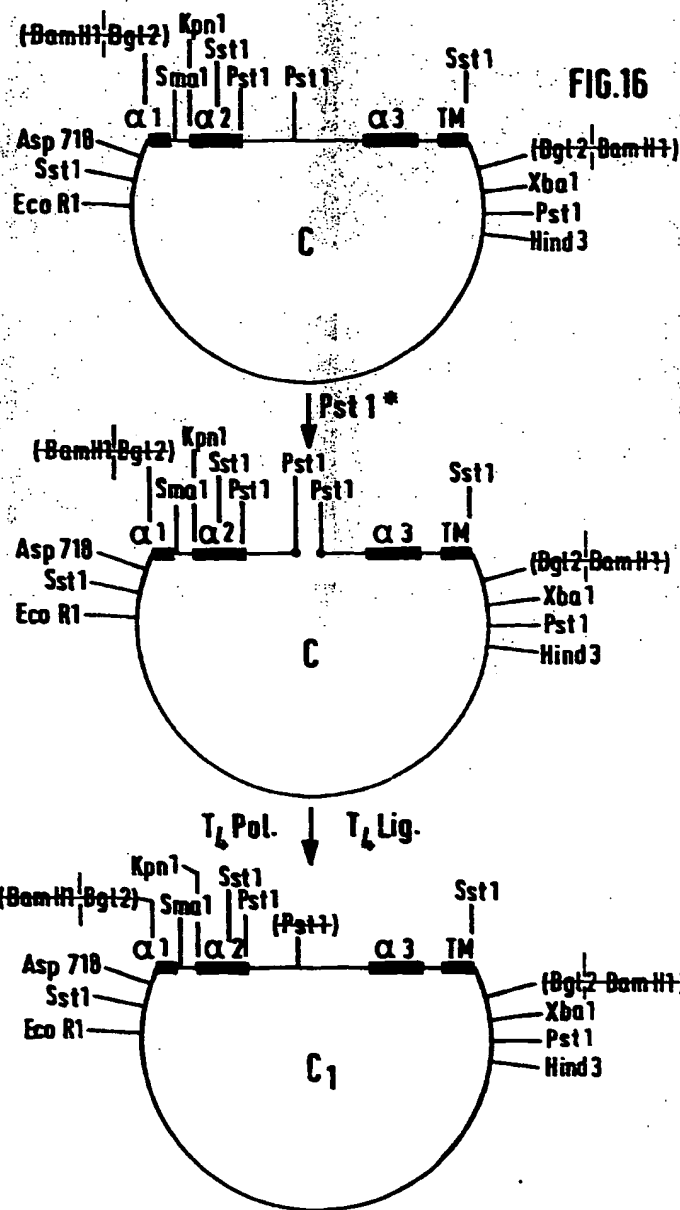 FIG.16
(BamH1 Bgl2)
Kpn1
Sst1
Sma1 Pst1 Pst1
Sst1
α1 α2 α3 TM
Asp 718
Sst1
Eco R1
(Bgl2 BamH1)
Xba1
Pst1
Hind3
C
Pst 1*
(BamH1 Bgl2)
Kpn1
Sst1
Pst1
Sma1 Pst1 Pst1
Sst1
α1 α2 α3 TM
Asp 718
Sst1
Eco R1
(Bgl2 BamH1)
Xba1
Pst1
Hind3
C
T4 Pol. T4 Lig.
Kpn1
(BamH1 Bgl2)
Sst1
Sma1 Pst1
(Pst1)
Sst1
α1 α2 α3 TM
Asp 718
Sst1
Eco R1
(Bgl2 BamH1)
Xba1
Pst1
Hind3
C1